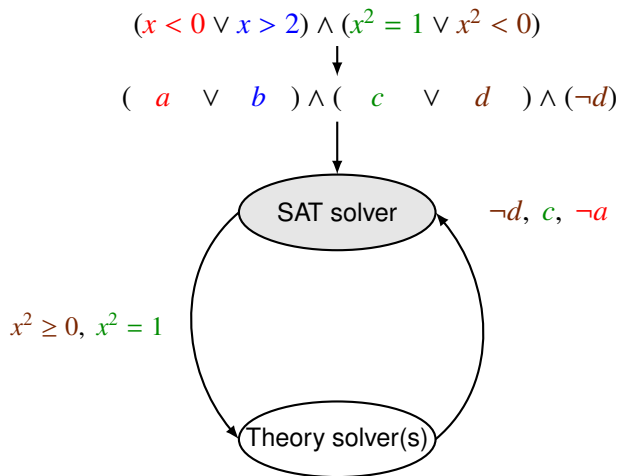 (x < 0 ∨ x > 2) ∧ (x² = 1 ∨ x² < 0)
( a ∨ b ) ∧ ( c ∨ d ) ∧ (¬d)
SAT solver
¬d, c, ¬a
x² ≥ 0, x² = 1
Theory solver(s)